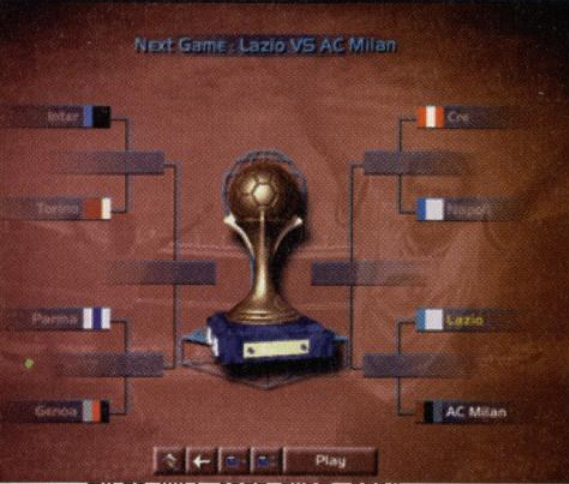 Next Game : Lazio VS AC Milan
Inter
Torino
Parma
Genoa
Cre
Napoli
Lazio
AC Milan
Play